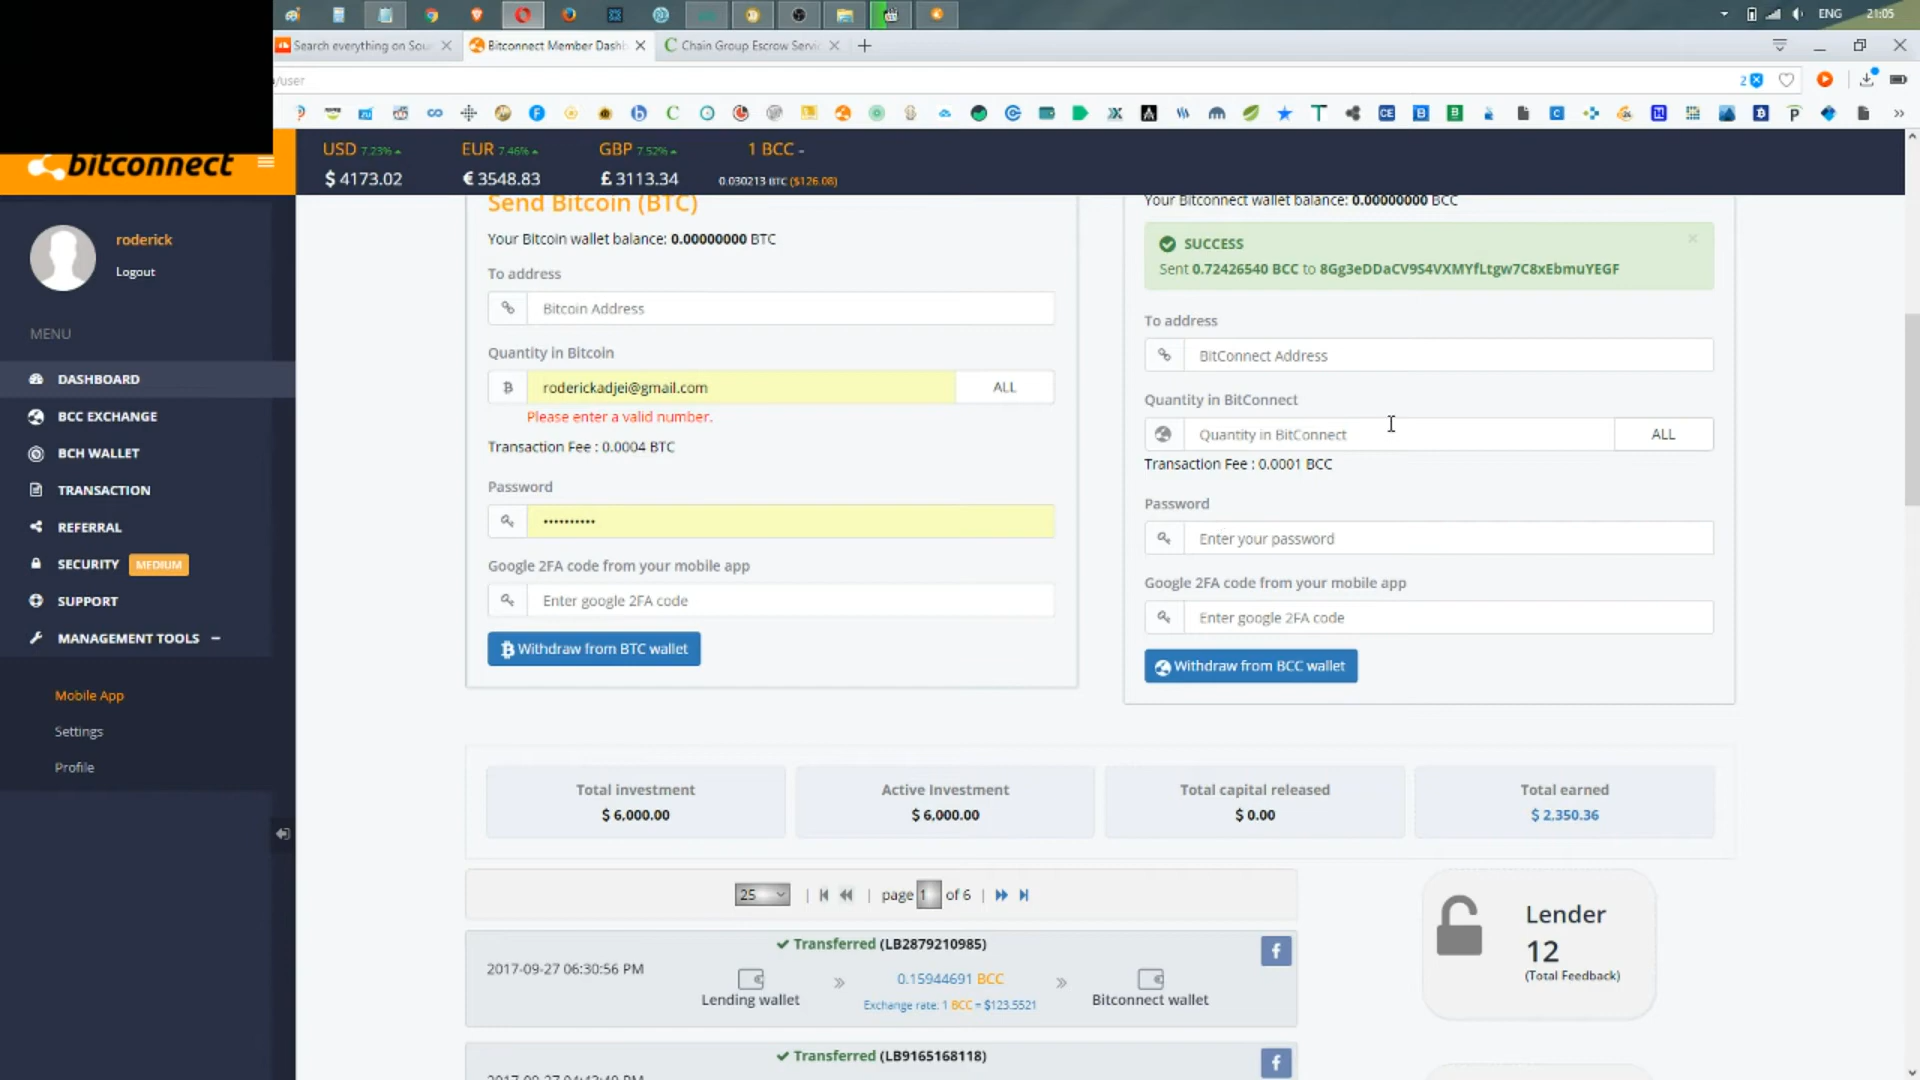 ENG 21:05
Search everything on Sou
Bitconnect Member Dashb
Chain Group Escrow Servic
/user
2
bitconnect
USD 7.23%
$ 4173.02
EUR 7.46%
€ 3548.83
GBP 7.52%
£ 3113.34
1 BCC -
0.030213 BTC ($126.08)
roderick
Logout
MENU
DASHBOARD
BCC EXCHANGE
BCH WALLET
TRANSACTION
REFERRAL
SECURITY MEDIUM
SUPPORT
MANAGEMENT TOOLS
Mobile App
Settings
Profile
Send Bitcoin (BTC)
Your Bitcoin wallet balance: 0.00000000 BTC
To address
Bitcoin Address
Quantity in Bitcoin
roderickadjei@gmail.com ALL
Please enter a valid number.
Transaction Fee : 0.0004 BTC
Password
••••••••••
Google 2FA code from your mobile app
Enter google 2FA code
Withdraw from BTC wallet
Your Bitconnect wallet balance: 0.00000000 BCC
SUCCESS
Sent 0.72426540 BCC to 8Gg3eDDaCV9S4VXMYfLtgw7C8xEbmuYEGF
To address
BitConnect Address
Quantity in BitConnect
Quantity in BitConnect ALL
Transaction Fee : 0.0001 BCC
Password
Enter your password
Google 2FA code from your mobile app
Enter google 2FA code
Withdraw from BCC wallet
Total investment
$ 6,000.00
Active Investment
$ 6,000.00
Total capital released
$ 0.00
Total earned
$ 2,350.36
25 | page 1 of 6 |
Transferred (LB2879210985)
2017-09-27 06:30:56 PM
Lending wallet
0.15944691 BCC
Exchange rate: 1 BCC = $123.5521
Bitconnect wallet
Lender
12
(Total Feedback)
Transferred (LB9165168118)